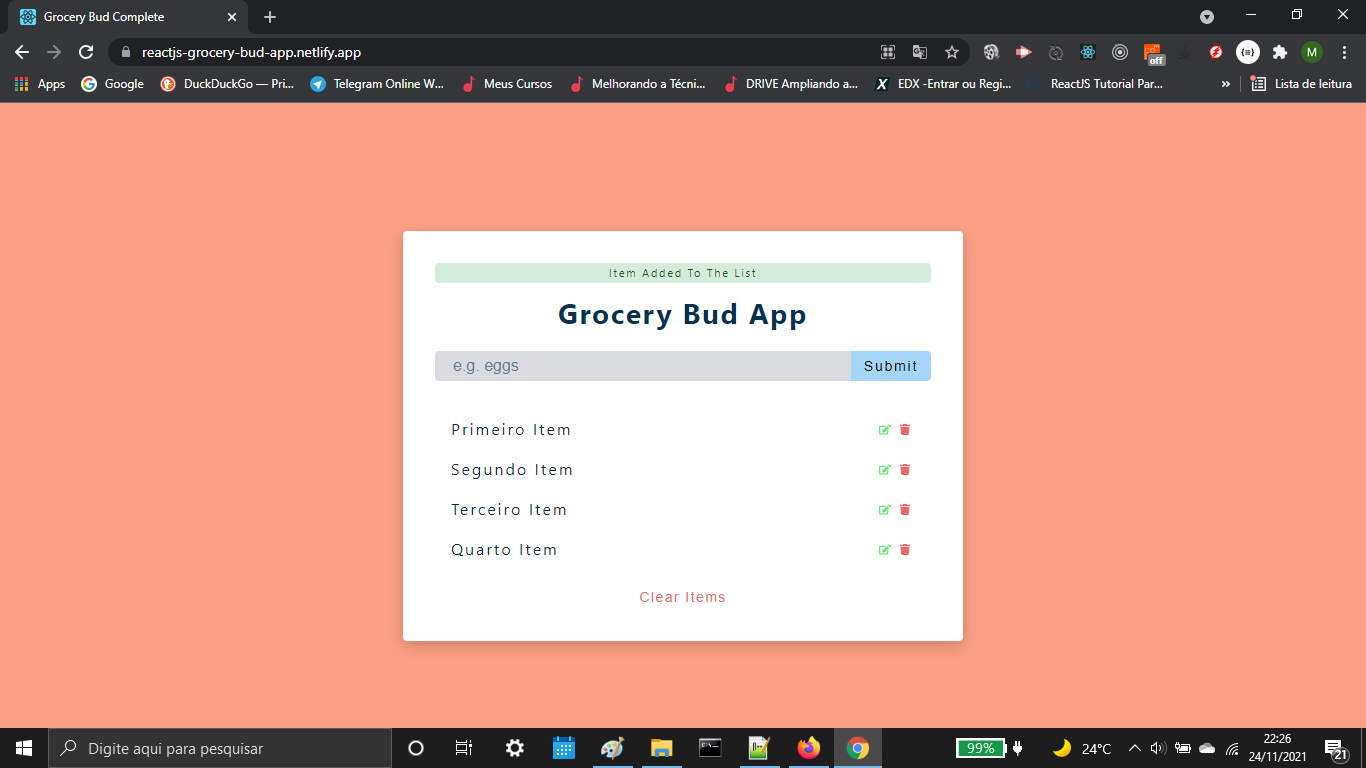 Grocery Bud Complete
reactjs-grocery-bud-app.netlify.app
off
M
Apps Google DuckDuckGo — Pri... Telegram Online W... Meus Cursos Melhorando a Técni... DRIVE Ampliando a... X EDX -Entrar ou Regi... ReactJS Tutorial Par... » Lista de leitura
Item Added To The List
Grocery Bud App
e.g. eggs Submit
Primeiro Item
Segundo Item
Terceiro Item
Quarto Item
Clear Items
Digite aqui para pesquisar
99%
24°C
22:26
24/11/2021
21